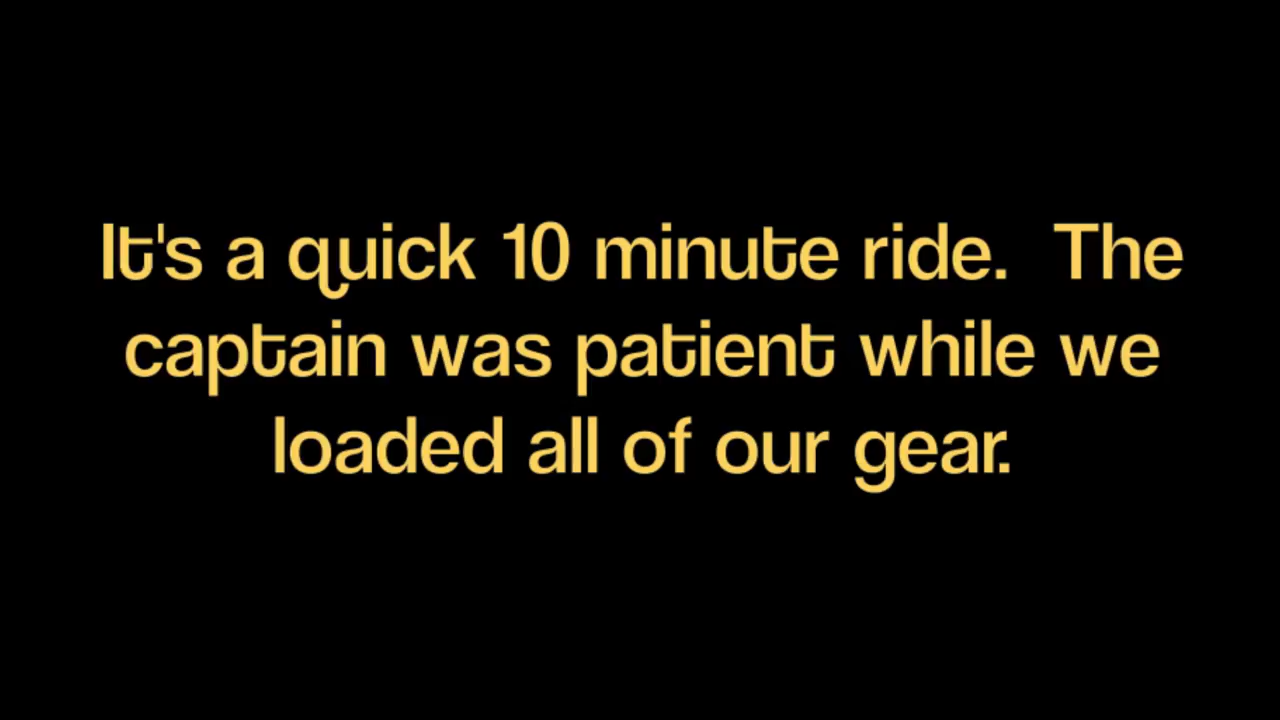 It's a quick 10 minute ride.  The
captain was patient while we
loaded all of our gear.